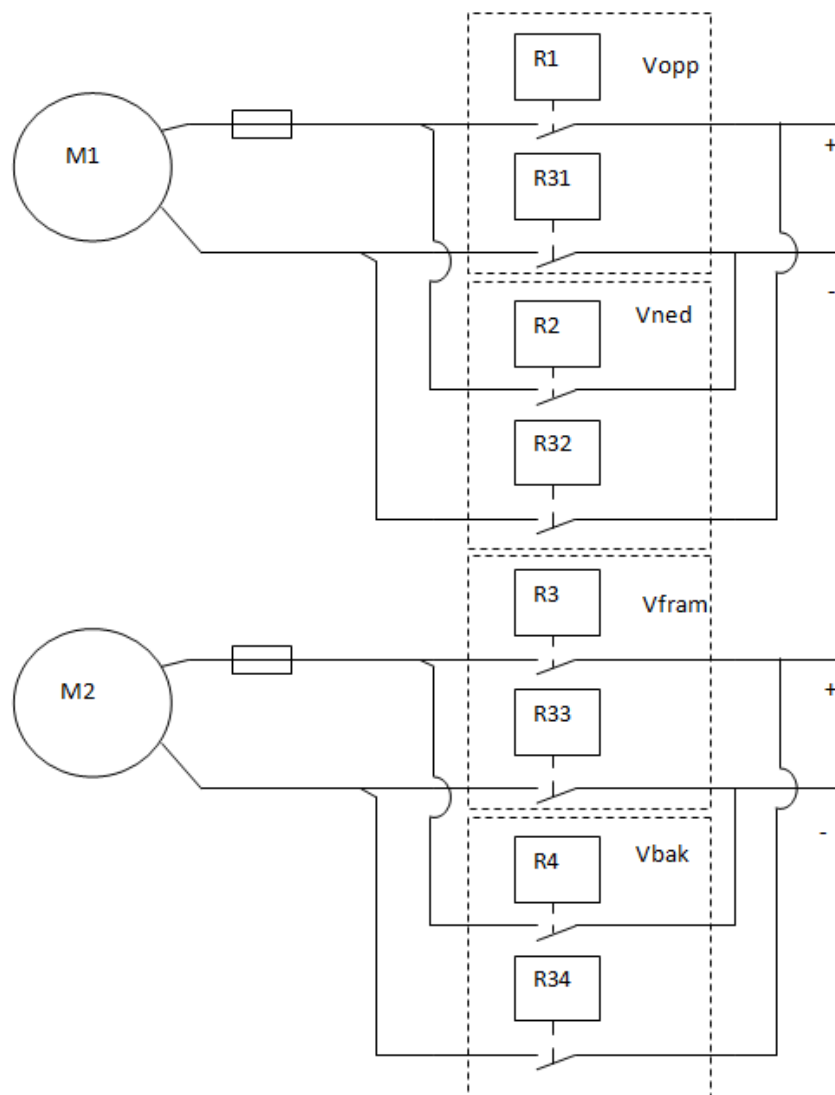 R1
Vopp
M1
+
R31
-
R2
Vned
R32
R3
Vfram
M2
+
R33
-
R4
Vbak
R34